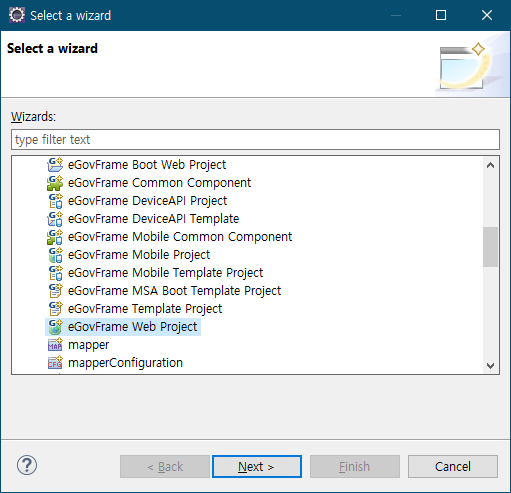 Select a wizard
Select a wizard
Wizards:
type filter text
eGovFrame Boot Web Project
eGovFrame Common Component
eGovFrame DeviceAPI Project
eGovFrame DeviceAPI Template
eGovFrame Mobile Common Component
eGovFrame Mobile Project
eGovFrame Mobile Template Project
eGovFrame MSA Boot Template Project
eGovFrame Template Project
eGovFrame Web Project
mapper
mapperConfiguration
< Back
Next >
Finish
Cancel